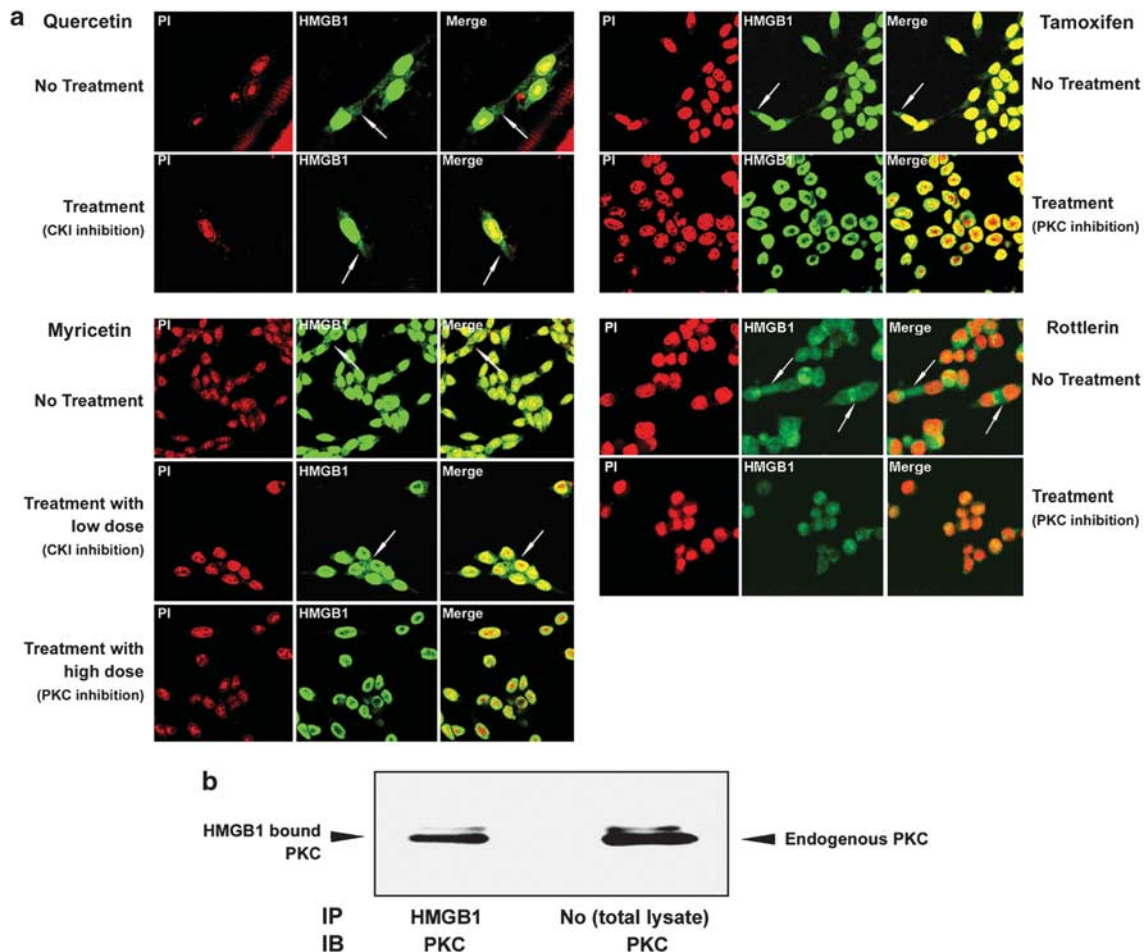 a
Quercetin
No Treatment
PI
HMGB1
Merge
Treatment
(CKI inhibition)
PI
HMGB1
Merge
Tamoxifen
No Treatment
PI
HMGB1
Merge
Treatment
(PKC inhibition)
PI
HMGB1
Merge
Myricetin
No Treatment
PI
HMGB1
Merge
Treatment with
low dose
(CKI inhibition)
PI
HMGB1
Merge
Treatment with
high dose
(PKC inhibition)
PI
HMGB1
Merge
Rottlerin
No Treatment
PI
HMGB1
Merge
Treatment
(PKC inhibition)
PI
HMGB1
Merge
b
HMGB1 bound
PKC
Endogenous PKC
IP HMGB1 No (total lysate)
IB PKC PKC